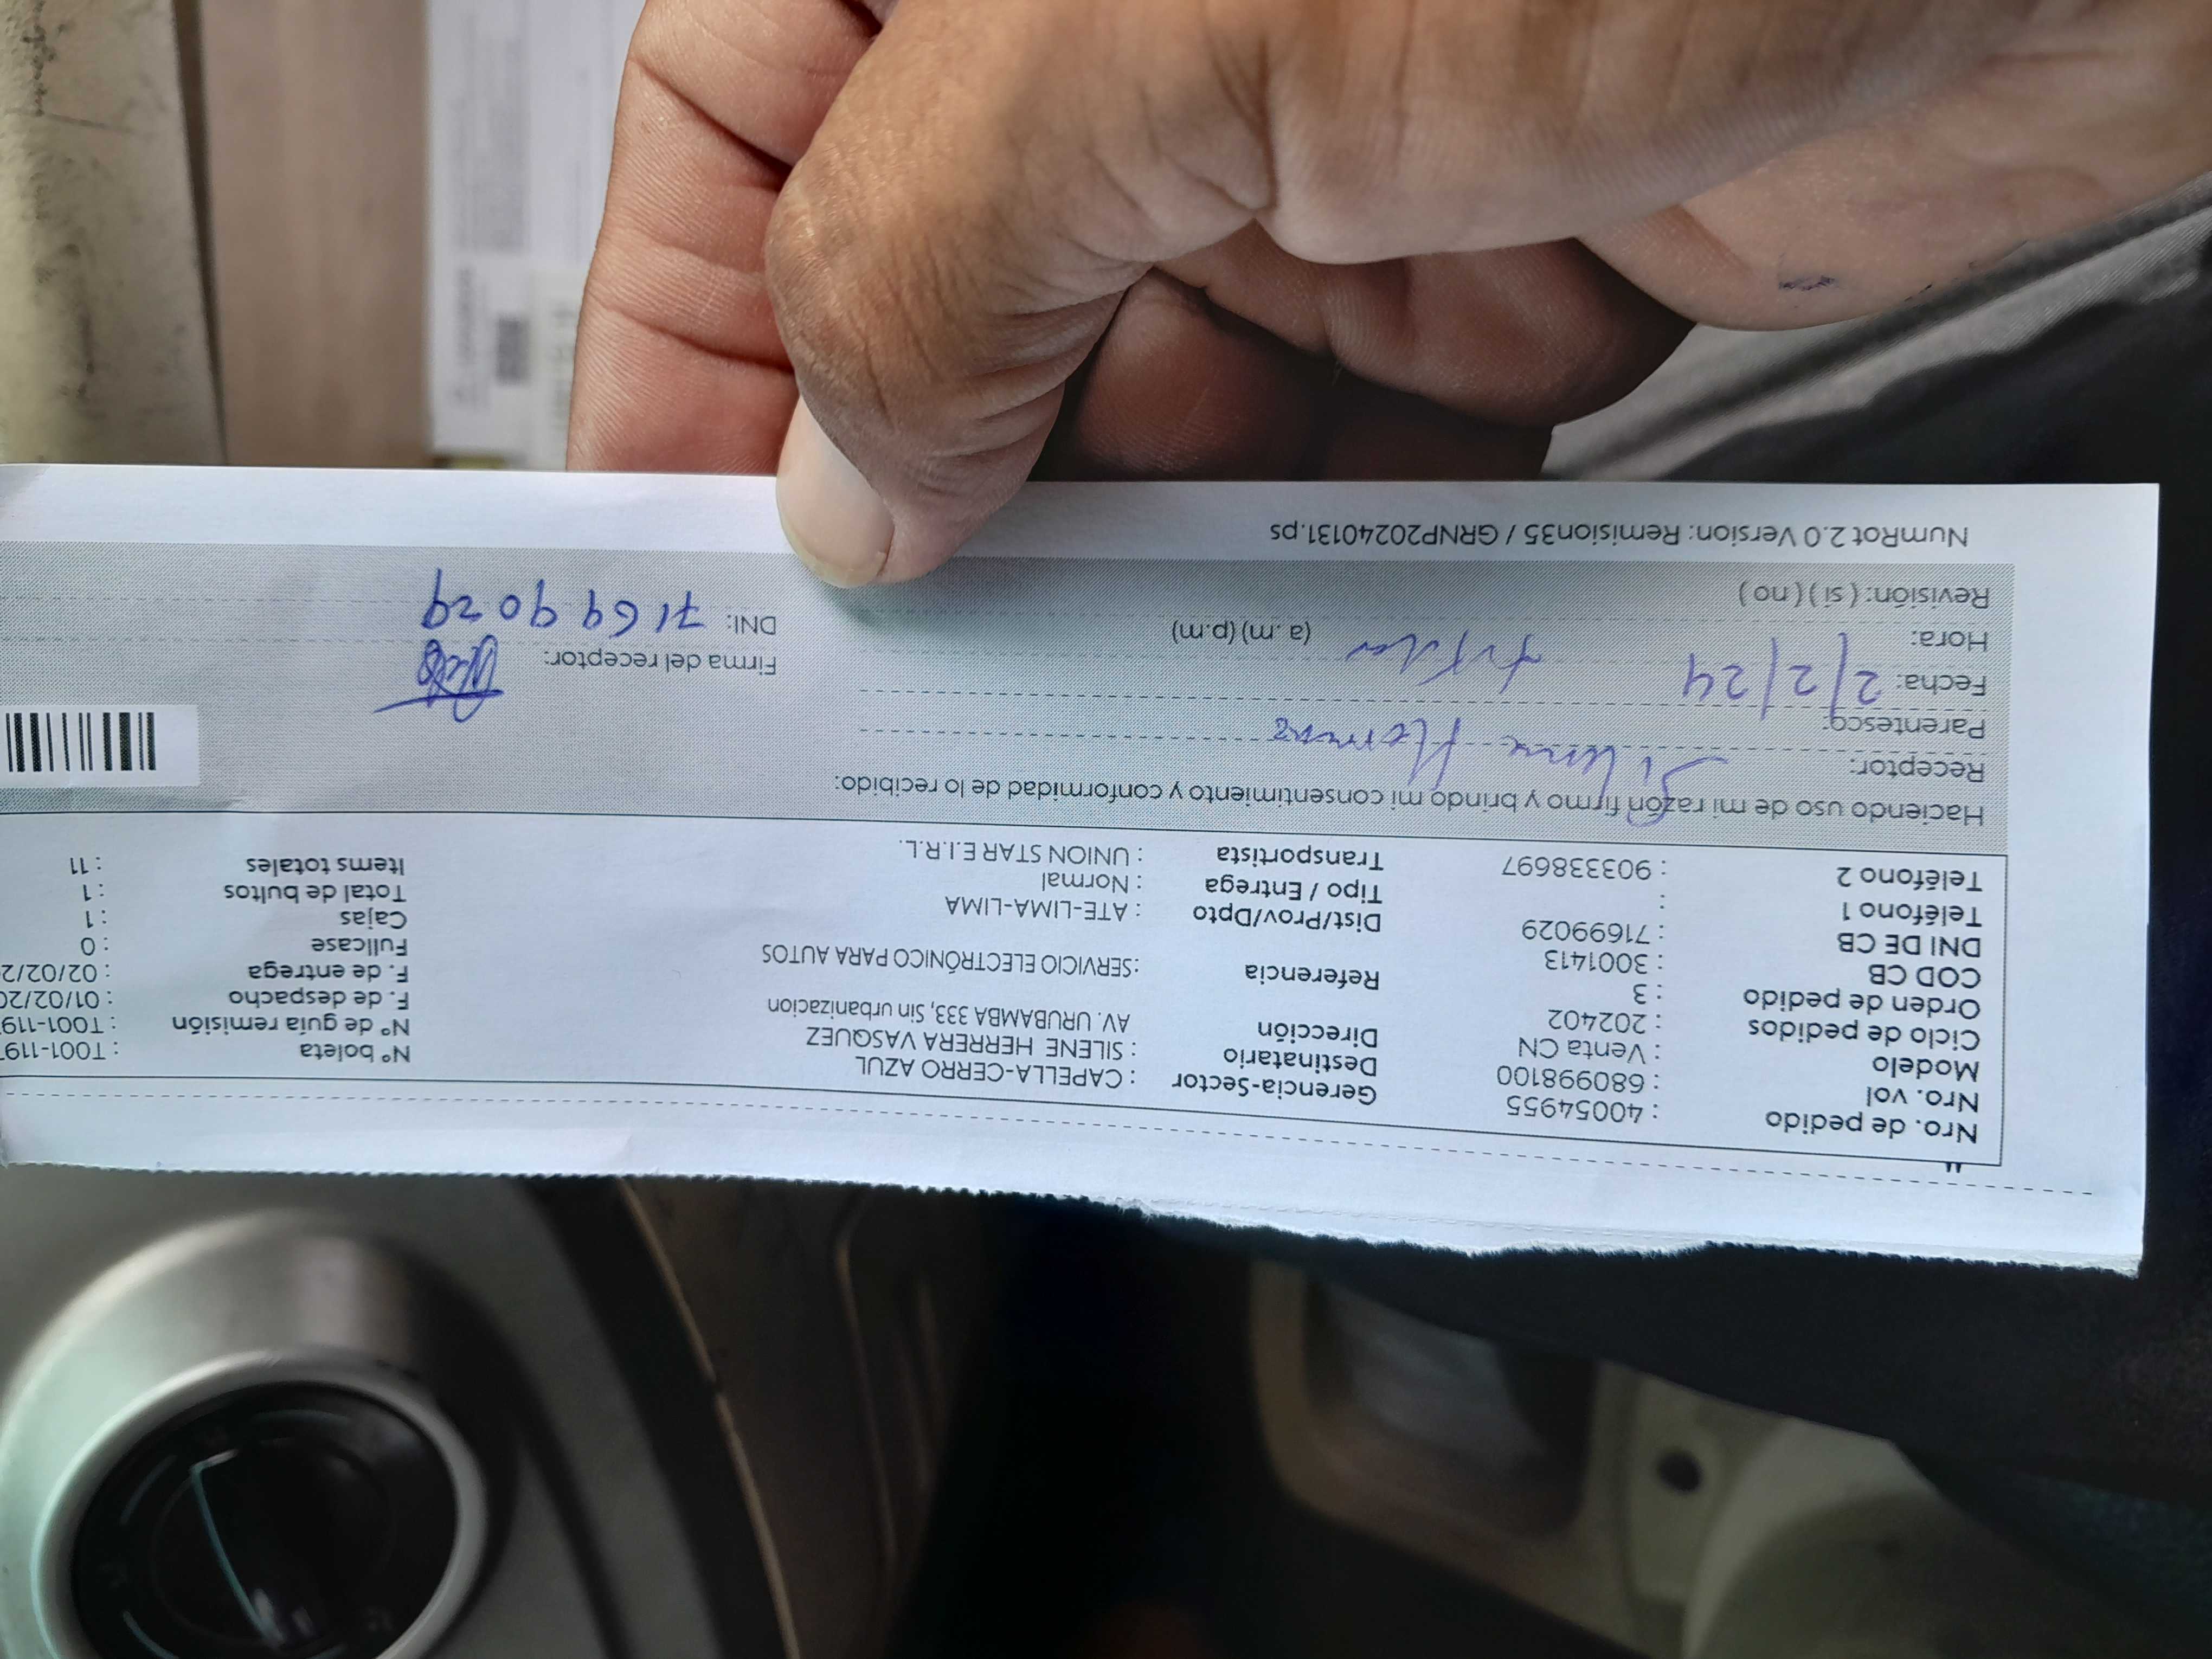 Nro. de pedido : 40054955 Gerencia-Sector : CAPELLA-CERRO AZUL Nº boleta : T001-119
Nro. vol : 680998100 Destinatario : SILENE HERRERA VASQUEZ Nº de guía remisión : T001-119
Modelo : Venta CN Dirección AV. URUBAMBA 333, Sin urbanizacion F. de despacho : 01/02/20
Ciclo de pedidos : 202402 F. de entrega : 02/02/2
Orden de pedido : 3 Referencia :SERVICIO ELECTRÓNICO PARA AUTOS Fullcase : 0
COD CB : 3001413 Cajas : 1
DNI DE CB : 71699029 Dist/Prov/Dpto : ATE-LIMA-LIMA Total de bultos : 1
Teléfono 1 : Tipo / Entrega : Normal Items totales : 11
Teléfono 2 : 903338697 Transportista : UNION STAR E.I.R.L.
Haciendo uso de mi razón firmo y brindo mi consentimiento y conformidad de lo recibido:
Receptor:
Parentesco:
Fecha: 2/2/24 Firma del receptor:
Hora: (a .m) (p.m) DNI: 71699029
Revisión: ( sí ) ( no )
NumRot 2.0 Version: Remision35 / GRNP20240131.ps